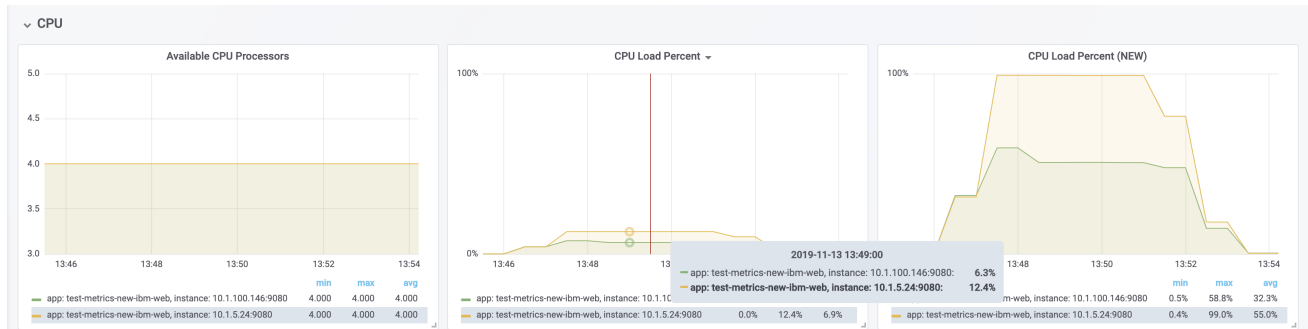 CPU
Available CPU Processors
5.0
4.5
4.0
3.5
3.0
13:46 13:48 13:50 13:52 13:54
min max avg
app: test-metrics-new-ibm-web, instance: 10.1.100.146:9080 4.000 4.000 4.000
app: test-metrics-new-ibm-web, instance: 10.1.5.24:9080 4.000 4.000 4.000
CPU Load Percent
100%
0%
13:46 13:48
app: test-metrics-new-ibm-web, instance: 10.1.10
app: test-metrics-new-ibm-web, instance: 10.1.5.24:9080 0.0% 12.4% 6.9%
2019-11-13 13:49:00
app: test-metrics-new-ibm-web, instance: 10.1.100.146:9080: 6.3%
app: test-metrics-new-ibm-web, instance: 10.1.5.24:9080: 12.4%
CPU Load Percent (NEW)
100%
13:48 13:50 13:52 13:54
min max avg
instance: 10.1.100.146:9080 0.5% 58.8% 32.3%
app: test-metrics-new-ibm-web, instance: 10.1.5.24:9080 0.4% 99.0% 55.0%